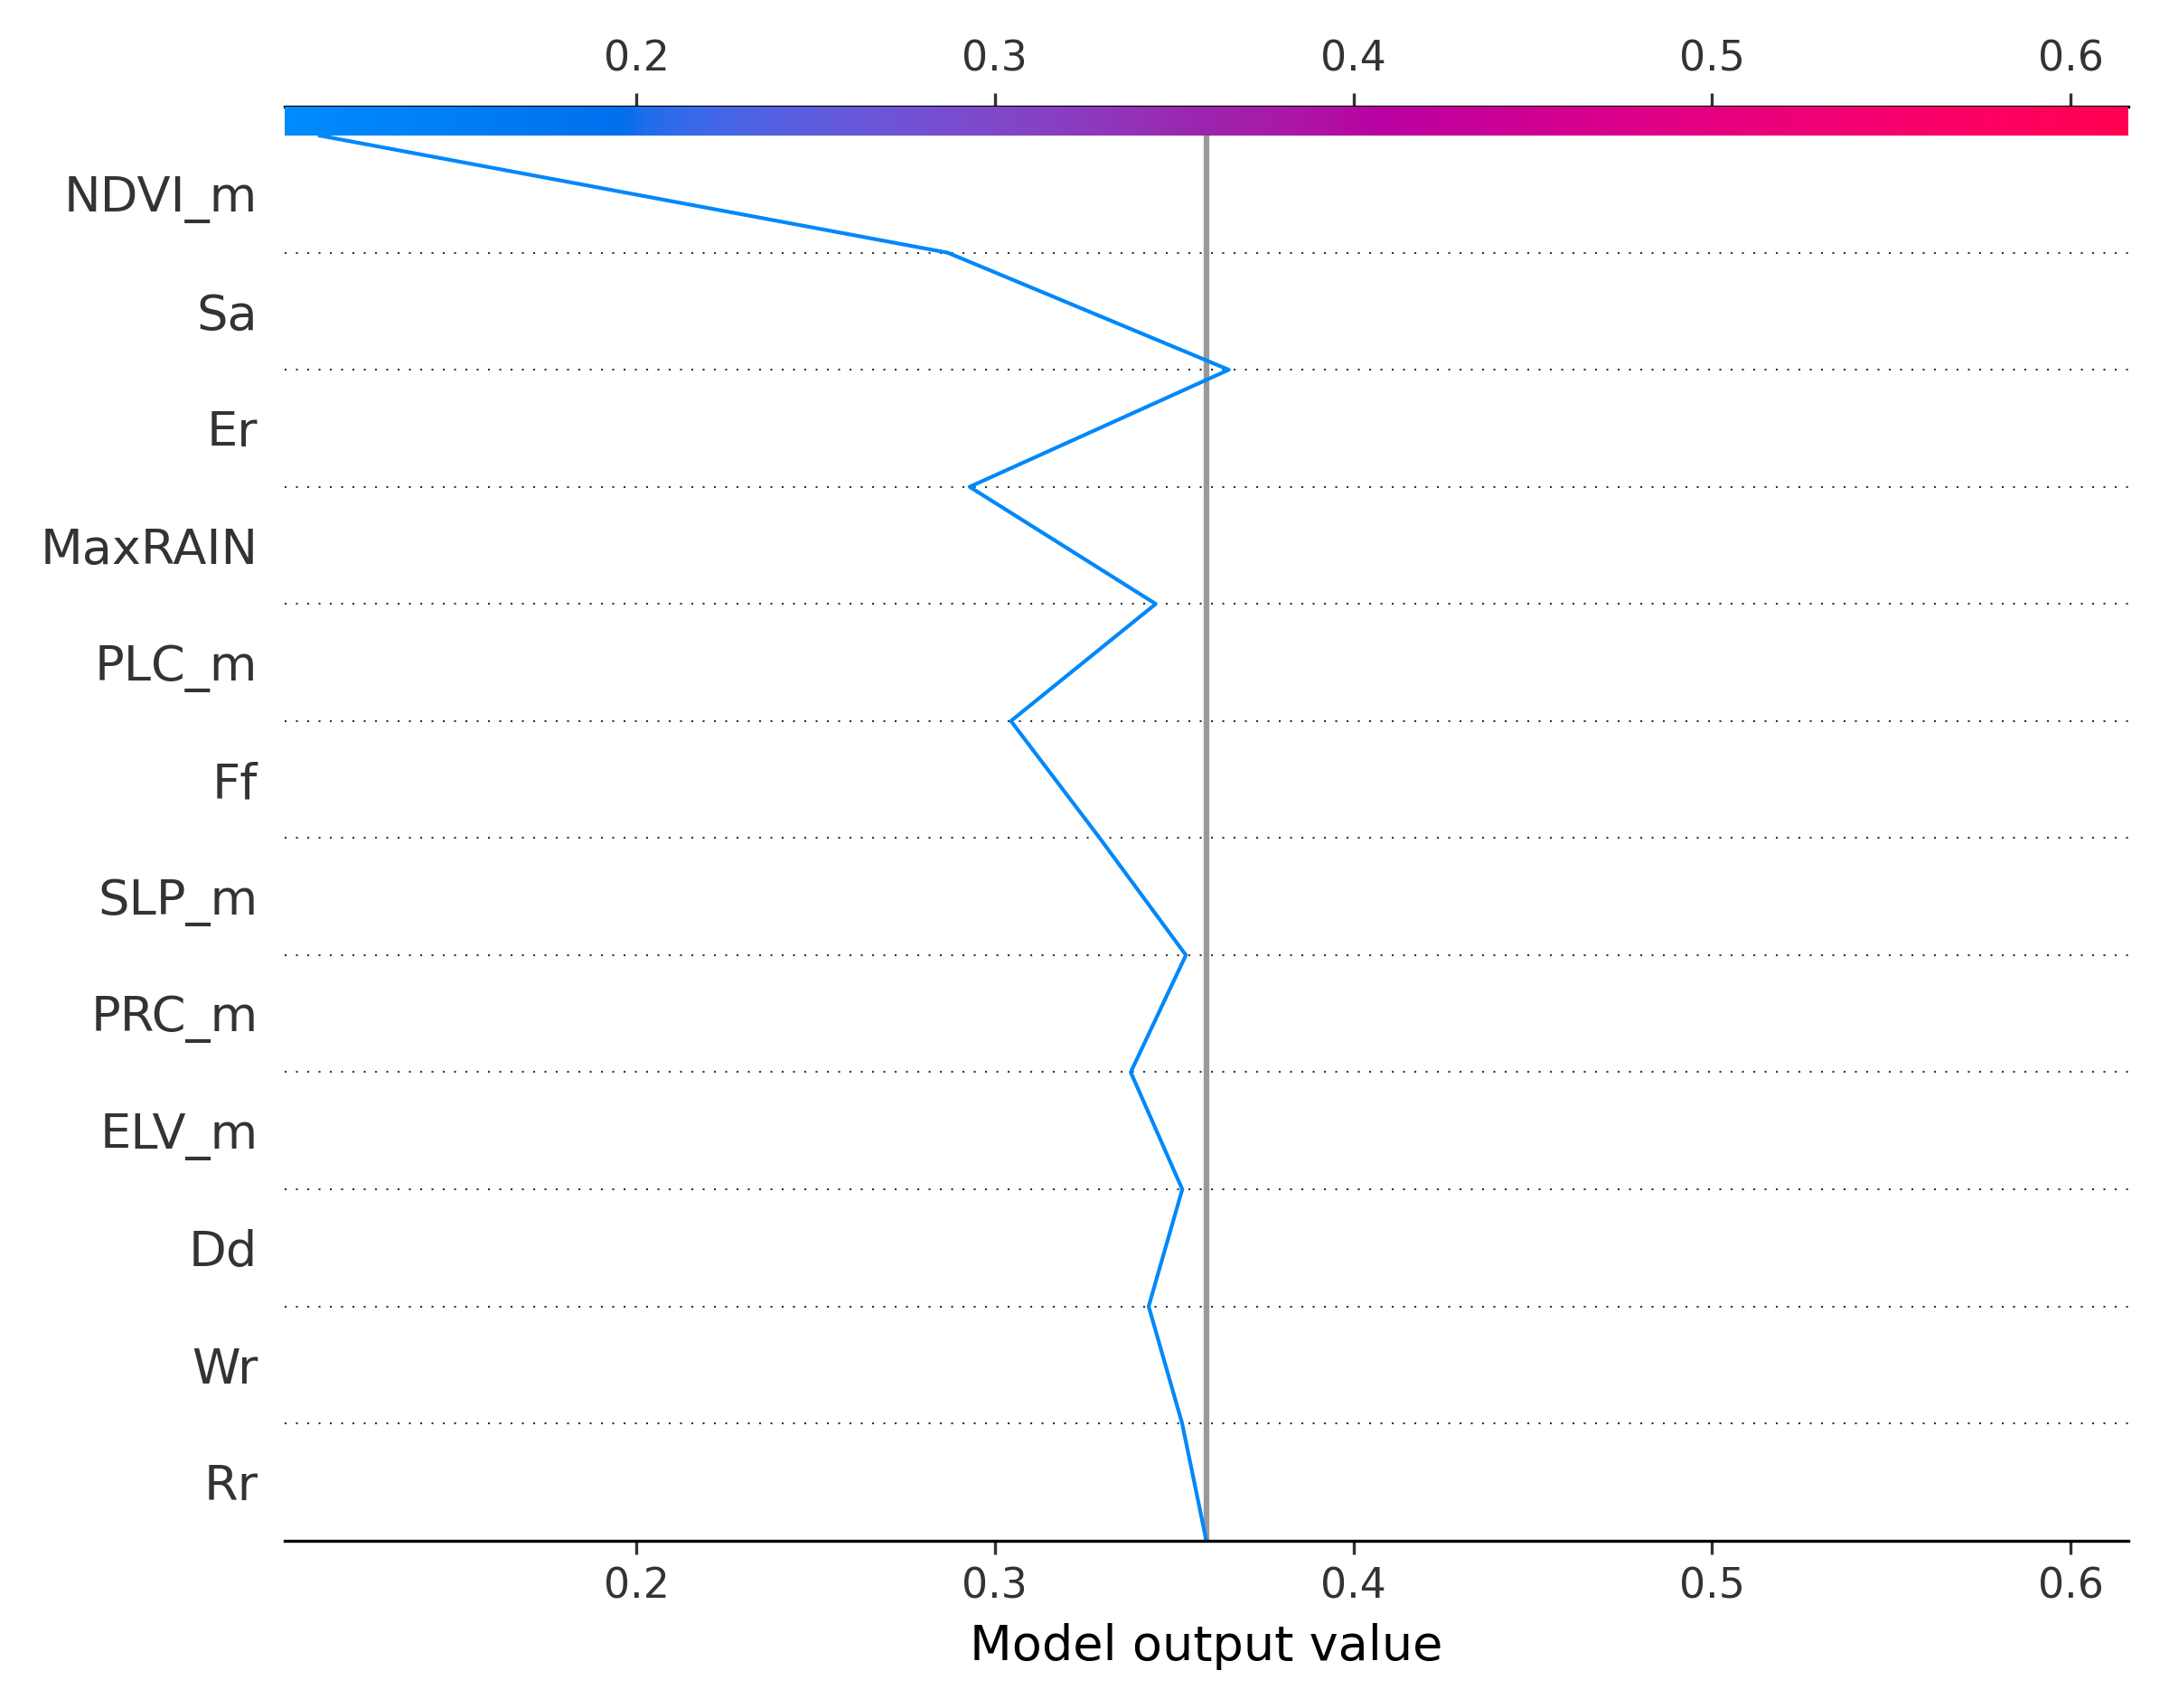 0.2 0.3 0.4 0.5 0.6
NDVI_m
Sa
Er
MaxRAIN
PLC_m
Ff
SLP_m
PRC_m
ELV_m
Dd
Wr
Rr
0.2 0.3 0.4 0.5 0.6
Model output value